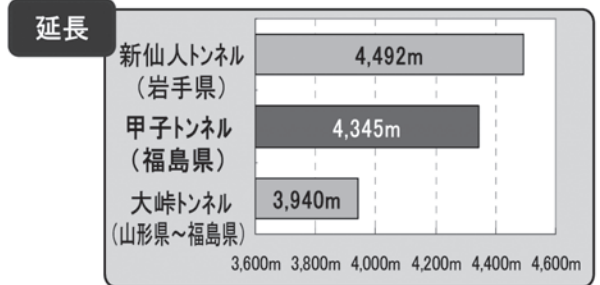 延長
新仙人トンネル
（岩手県）
4,492m
甲子トンネル
（福島県）
4,345m
大峠トンネル
（山形県～福島県）
3,940m
3,600m 3,800m 4,000m 4,200m 4,400m 4,600m